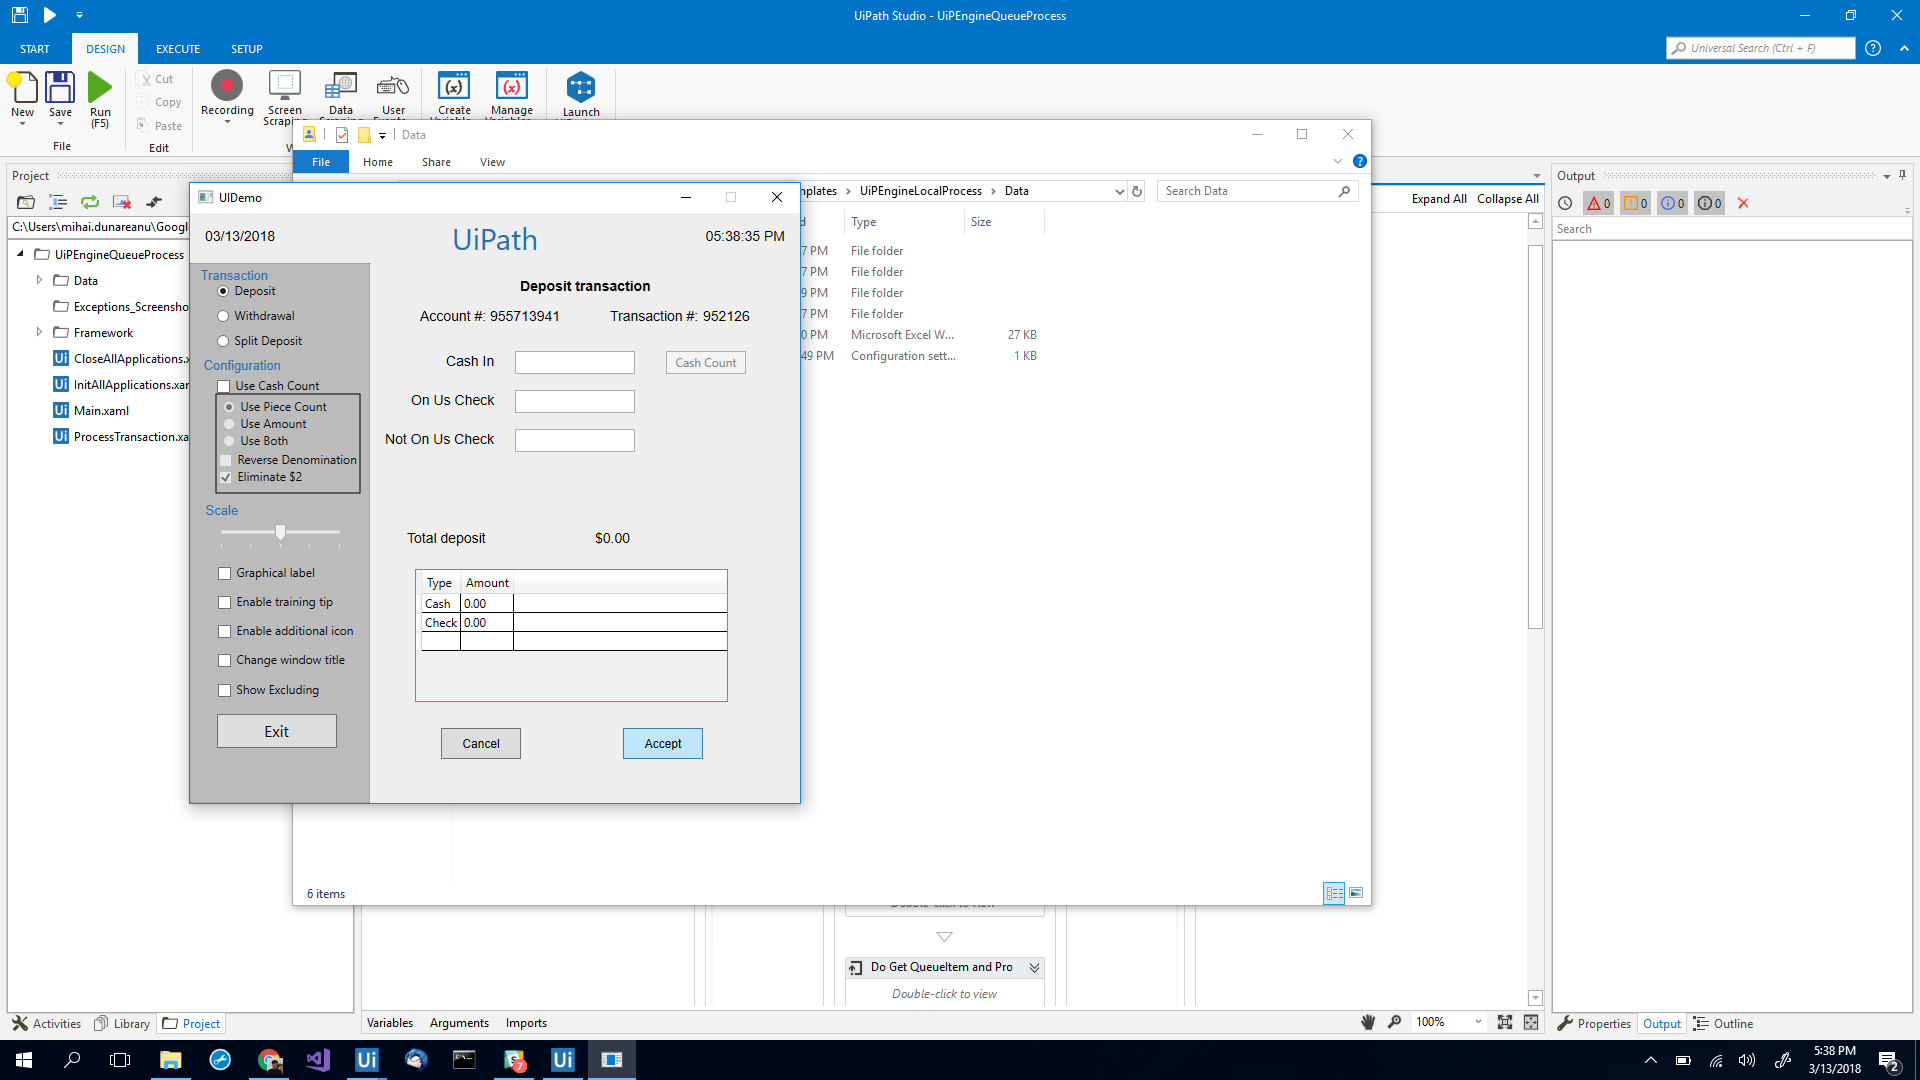 UiPath Studio - UiPEngineQueueProcess
START
DESIGN
EXECUTE
SETUP
Universal Search (Ctrl + F)
New
Save
Run
(F5)
Cut
Copy
Paste
Recording
Screen
Scraping
Data
User
Create
Manage
Launch
File
Edit
Data
File
Home
Share
View
Project
UiPEngineLocalProcess
Data
Search Data
Expand All
Collapse All
Output
0
0
0
0
Search
C:\Users\mihai.dunareanu\Googl
UiPEngineQueueProcess
Data
Exceptions_Screensho
Framework
CloseAllApplications.x
InitAllApplications.xam
Main.xaml
ProcessTransaction.xa
Type
Size
7 PM
File folder
7 PM
File folder
9 PM
File folder
7 PM
File folder
0 PM
Microsoft Excel W...
27 KB
49 PM
Configuration sett...
1 KB
UIDemo
03/13/2018
UiPath
05:38:35 PM
Transaction
Deposit
Withdrawal
Split Deposit
Configuration
Use Cash Count
Use Piece Count
Use Amount
Use Both
Reverse Denomination
Eliminate $2
Scale
Graphical label
Enable training tip
Enable additional icon
Change window title
Show Excluding
Exit
Deposit transaction
Account #: 955713941
Transaction #: 952126
Cash In
Cash Count
On Us Check
Not On Us Check
Total deposit
$0.00
Type
Amount
Cash
0.00
Check
0.00
Cancel
Accept
6 items
Do Get QueueItem and Pro
Double-click to view
Activities
Library
Project
Variables
Arguments
Imports
100%
Properties
Output
Outline
5:38 PM
3/13/2018
2
7